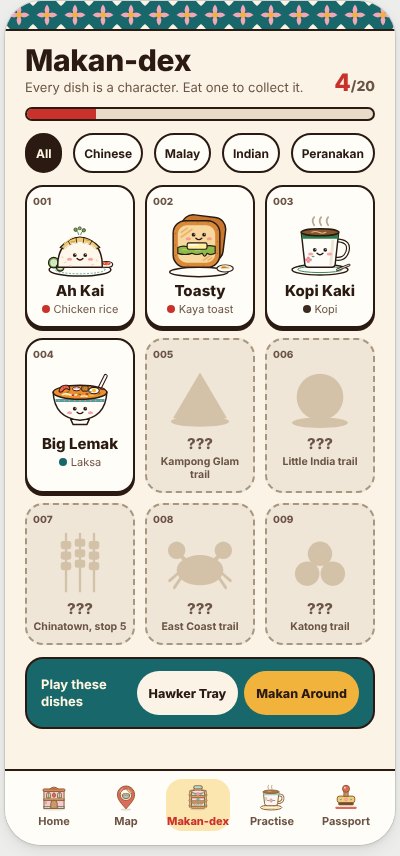 Makan-dex
Every dish is a character. Eat one to collect it.
4/20
All
Chinese
Malay
Indian
Peranakan
001
002
003
Ah Kai
Toasty
Kopi Kaki
Chicken rice
Kaya toast
Kopi
004
005
006
Big Lemak
???
???
Laksa
Kampong Glam
trail
Little India trail
007
008
009
???
???
???
Chinatown, stop 5
East Coast trail
Katong trail
Play these
dishes
Hawker Tray
Makan Around
Home
Map
Makan-dex
Practise
Passport